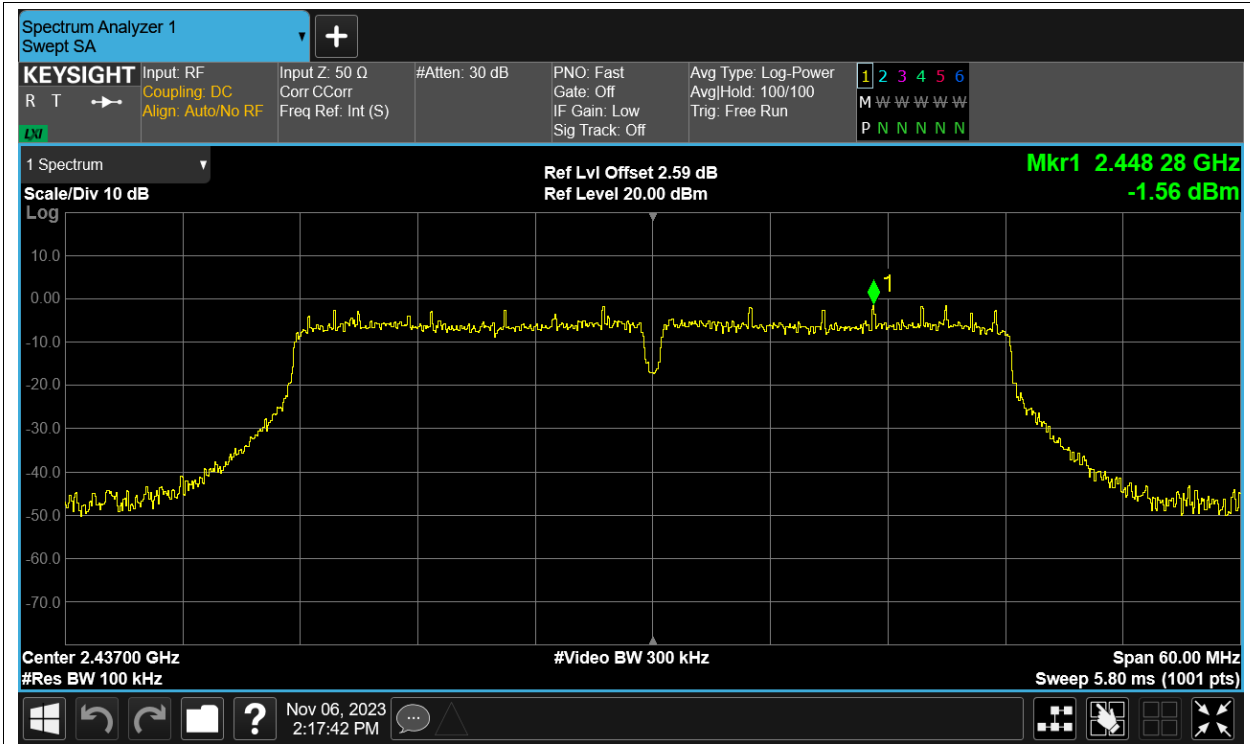 Spectrum Analyzer 1
Swept SA
KEYSIGHT
R T
LXI
Input: RF
Coupling: DC
Align: Auto/No RF
Input Z: 50 Ω
Corr CCorr
Freq Ref: Int (S)
#Atten: 30 dB
PNO: Fast
Gate: Off
IF Gain: Low
Sig Track: Off
Avg Type: Log-Power
Avg|Hold: 100/100
Trig: Free Run
1 2 3 4 5 6
M W W W W W
P N N N N N
1 Spectrum
Scale/Div 10 dB
Ref Lvl Offset 2.59 dB
Ref Level 20.00 dBm
Mkr1 2.448 28 GHz
-1.56 dBm
Log
10.0
0.00
-10.0
-20.0
-30.0
-40.0
-50.0
-60.0
-70.0
1
Center 2.43700 GHz
#Res BW 100 kHz
#Video BW 300 kHz
Span 60.00 MHz
Sweep 5.80 ms (1001 pts)
?
Nov 06, 2023
2:17:42 PM